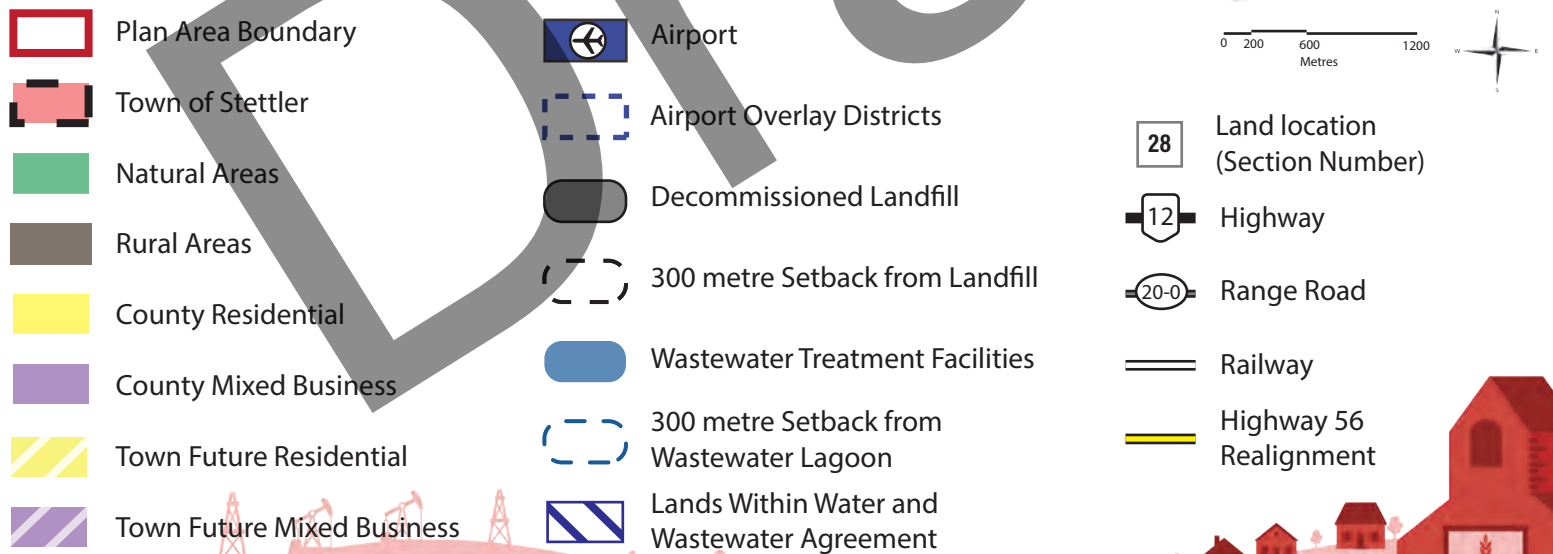 Plan Area Boundary
Town of Stettler
Natural Areas
Rural Areas
County Residential
County Mixed Business
Town Future Residential
Town Future Mixed Business
Airport
Airport Overlay Districts
Decommissioned Landfill
300 metre Setback from Landfill
Wastewater Treatment Facilities
300 metre Setback from
Wastewater Lagoon
Lands Within Water and
Wastewater Agreement
0 200 600 1200
Metres
N
W E
S
28
Land location
(Section Number)
12
Highway
20-0
Range Road
Railway
Highway 56
Realignment